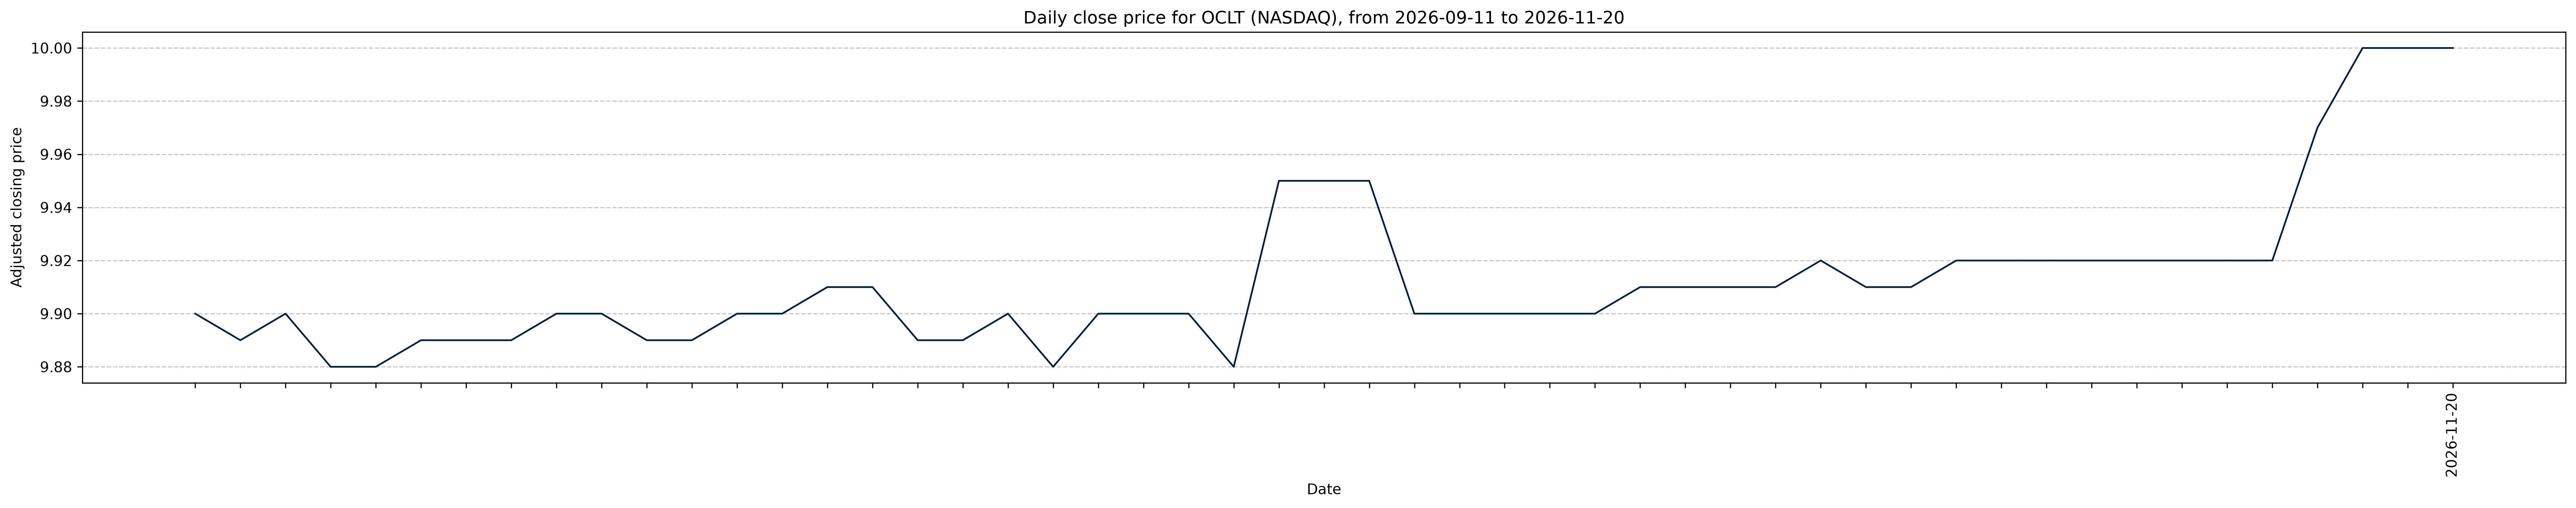 Daily close price for OCLT (NASDAQ), from 2026-09-11 to 2026-11-20
Adjusted closing price
10.00
9.98
9.96
9.94
9.92
9.90
9.88
2026-11-20
Date